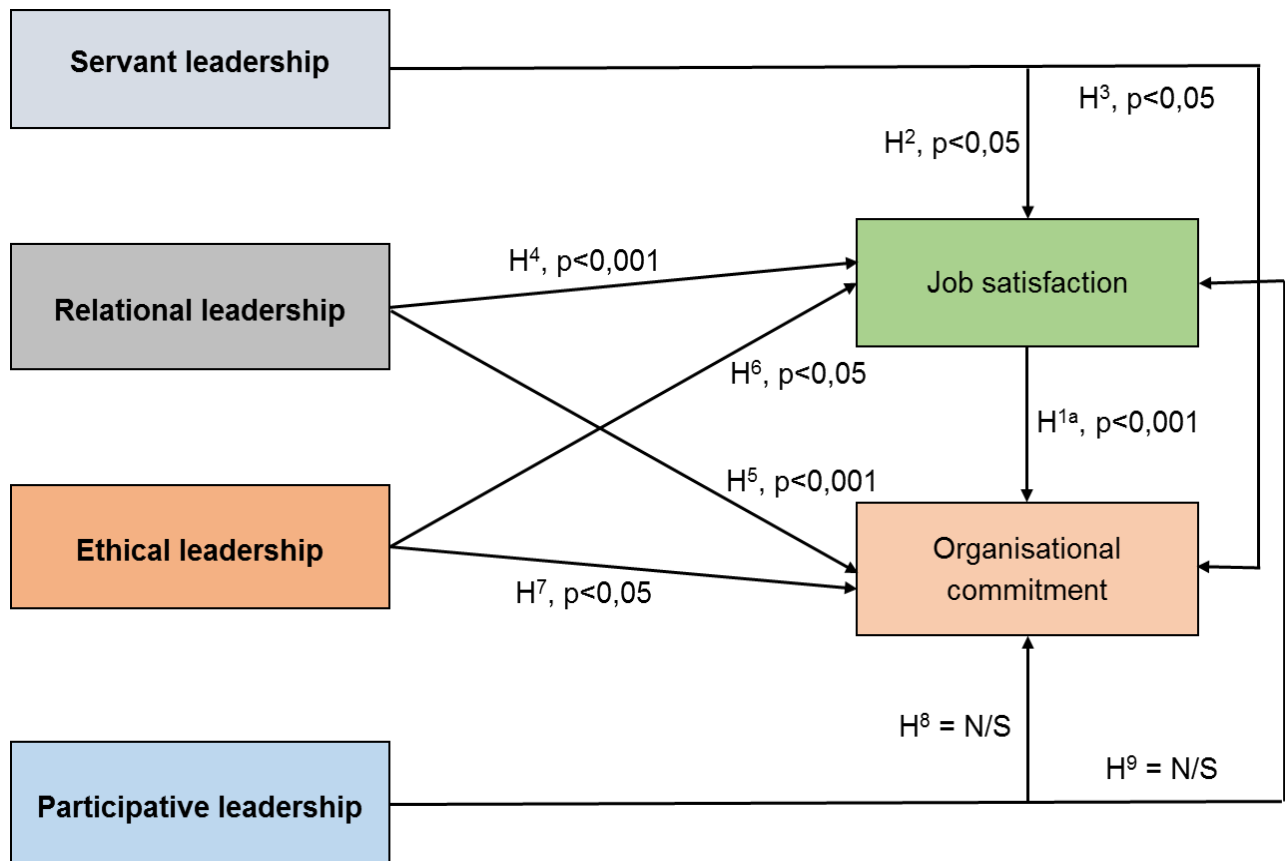 Servant leadership
H³, p<0,05
H², p<0,05
Relational leadership
H⁴, p<0,001
Job satisfaction
H⁶, p<0,05
H¹ᵃ, p<0,001
H⁵, p<0,001
Ethical leadership
Organisational
commitment
H⁷, p<0,05
H⁸ = N/S
H⁹ = N/S
Participative leadership